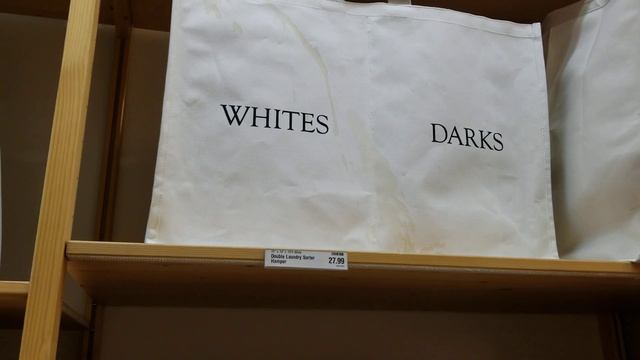 WHITES
DARKS
Double Laundry Sorter
Hamper
27.99